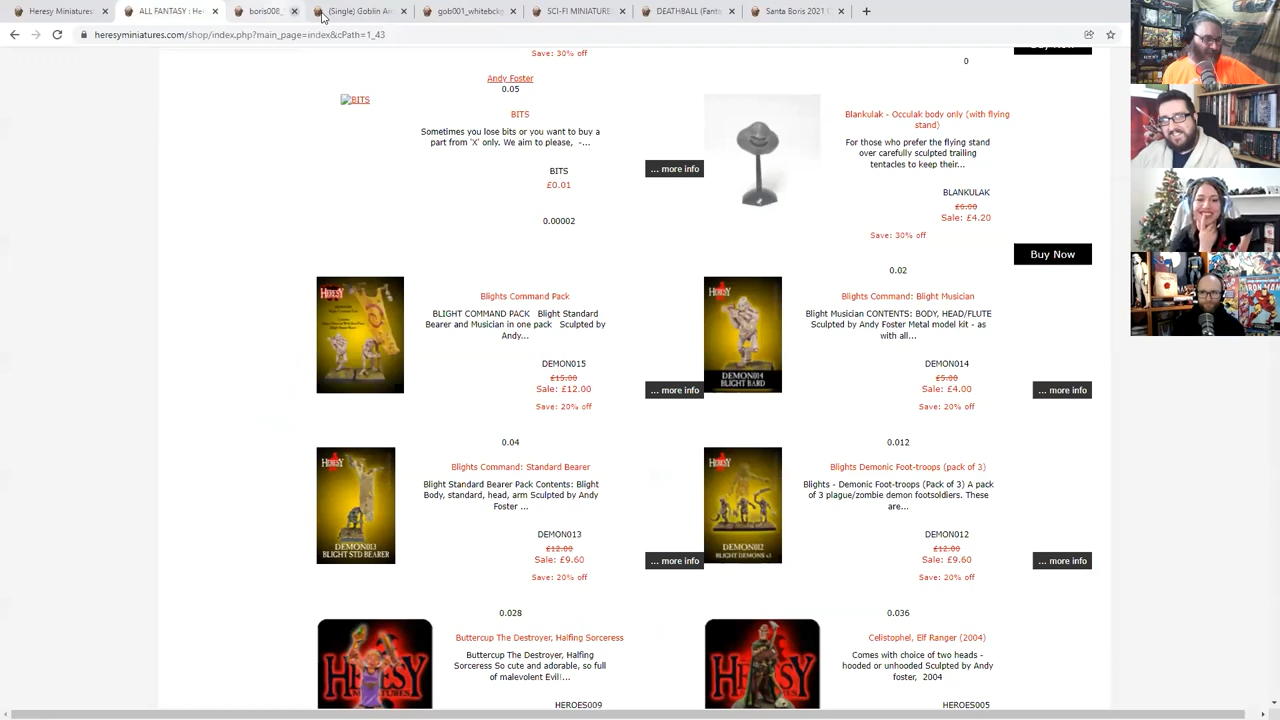 Heresy Miniatures:
ALL FANTASY : He
boris008_
(Single) Goblin Arc
gob001_whitebckg
SCI-FI MINIATURES
DEATHBALL (Fanta
Santa Boris 2021 (
heresyminiatures.com/shop/index.php?main_page=index&cPath=1_43
Save: 30% off
0
Andy Foster
0.05
BITS
BITS
Sometimes you lose bits or you want to buy a
part from 'X' only. We aim to please, -...
... more info
BITS
£0.01
0.00002
Blankulak - Occulak body only (with flying
stand)
For those who prefer the flying stand
over carefully sculpted trailing
tentacles to keep their...
BLANKULAK
£6.00
Sale: £4.20
Save: 30% off
Buy Now
0.02
HERESY
Blights Command Pack
BLIGHT COMMAND PACK Blight Standard
Bearer and Musician in one pack Sculpted by
Andy...
DEMON015
£15.00
Sale: £12.00
... more info
Save: 20% off
0.04
HERESY
DEMON014
BLIGHT BARD
Blights Command: Blight Musician
Blight Musician CONTENTS: BODY, HEAD/FLUTE
Sculpted by Andy Foster Metal model kit - as
with all...
DEMON014
£5.00
Sale: £4.00
... more info
Save: 20% off
0.012
HERESY
DEMON013
BLIGHT STD BEARER
Blights Command: Standard Bearer
Blight Standard Bearer Pack Contents: Blight
Body, standard, head, arm Sculpted by Andy
Foster ...
DEMON013
£12.00
Sale: £9.60
... more info
Save: 20% off
0.028
HERESY
DEMON012
BLIGHT DEMONS x3
Blights Demonic Foot-troops (pack of 3)
Blights - Demonic Foot-troops (Pack of 3) A pack
of 3 plague/zombie demon footsoldiers. These
are...
DEMON012
£12.00
Sale: £9.60
... more info
Save: 20% off
0.036
HERESY
Buttercup The Destroyer, Halfing Sorceress
Buttercup The Destroyer, Halfing
Sorceress So cute and adorable, so full
of malevolent Evil!...
HEROES009
HERESY
Celistophel, Elf Ranger (2004)
Comes with choice of two heads -
hooded or unhooded Sculpted by Andy
foster, 2004
HEROES005
IRON MAN